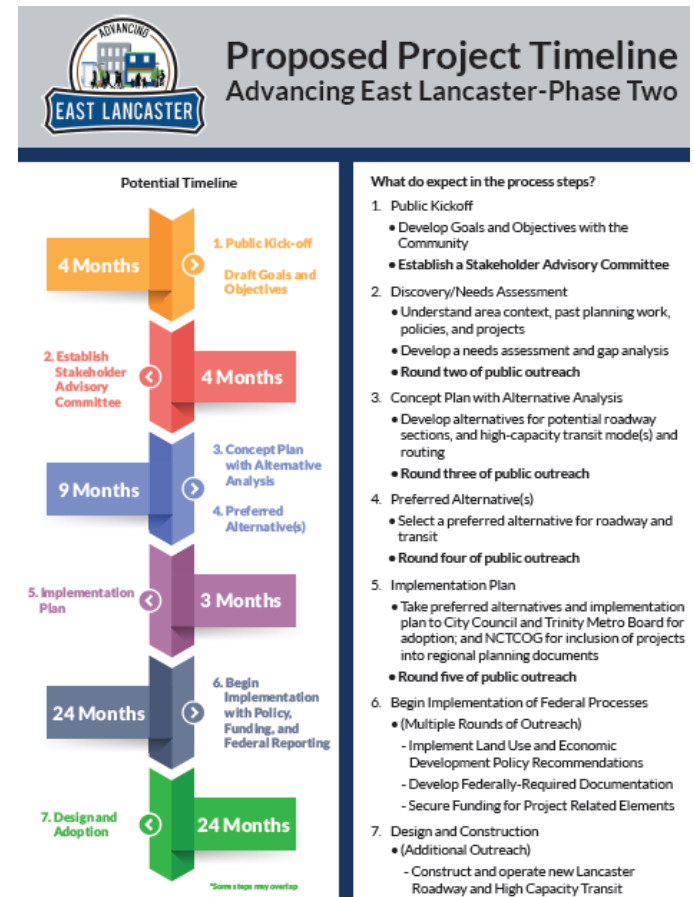 ADVANCING
EAST LANCASTER
Proposed Project Timeline
Advancing East Lancaster-Phase Two
Potential Timeline
4 Months
1. Public Kick-off
Draft Goals and
Objectives
2. Establish
Stakeholder
Advisory
Committee
4 Months
9 Months
3. Concept Plan
with Alternative
Analysis
4. Preferred
Alternative(s)
5. Implementation
Plan
3 Months
24 Months
6. Begin
Implementation
with Policy,
Funding, and
Federal Reporting
7. Design and
Adoption
24 Months
*Some steps may overlap
What do expect in the process steps?
1. Public Kickoff
• Develop Goals and Objectives with the
Community
• Establish a Stakeholder Advisory Committee
2. Discovery/Needs Assessment
• Understand area context, past planning work,
policies, and projects
• Develop a needs assessment and gap analysis
• Round two of public outreach
3. Concept Plan with Alternative Analysis
• Develop alternatives for potential roadway
sections, and high-capacity transit mode(s) and
routing
• Round three of public outreach
4. Preferred Alternative(s)
• Select a preferred alternative for roadway and
transit
• Round four of public outreach
5. Implementation Plan
• Take preferred alternatives and implementation
plan to City Council and Trinity Metro Board for
adoption; and NCTCOG for inclusion of projects
into regional planning documents
• Round five of public outreach
6. Begin Implementation of Federal Processes
• (Multiple Rounds of Outreach)
- Implement Land Use and Economic
Development Policy Recommendations
- Develop Federally-Required Documentation
- Secure Funding for Project Related Elements
7. Design and Construction
• (Additional Outreach)
- Construct and operate new Lancaster
Roadway and High Capacity Transit